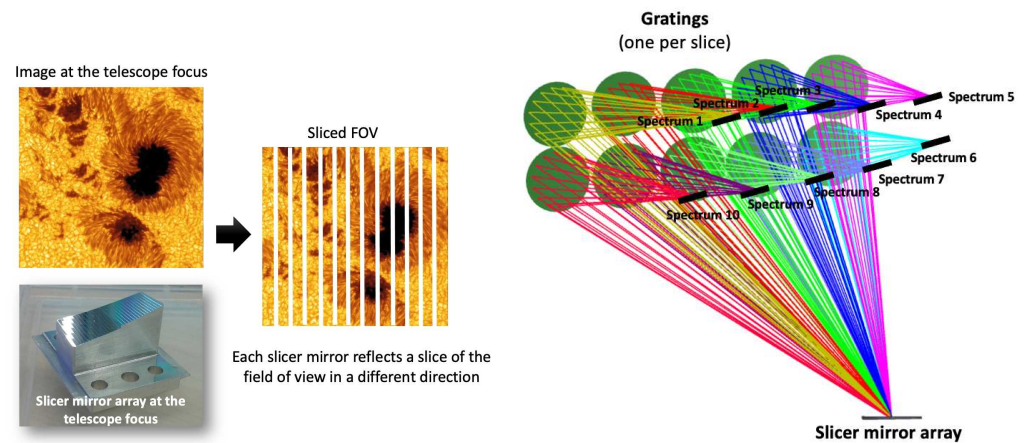 Image at the telescope focus
Slicer mirror array at the
telescope focus
Sliced FOV
Each slicer mirror reflects a slice of the
field of view in a different direction
Gratings
(one per slice)
Spectrum 1
Spectrum 2
Spectrum 3
Spectrum 4
Spectrum 5
Spectrum 6
Spectrum 7
Spectrum 8
Spectrum 9
Spectrum 10
Slicer mirror array